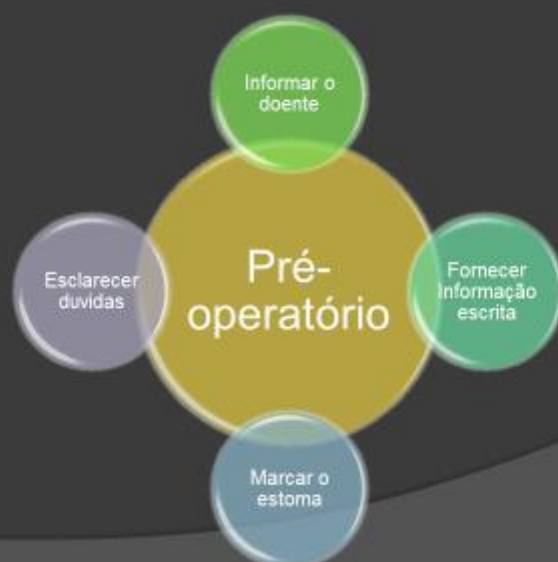 Informar o
doente
Pré-
operatório
Fornecer
Informação
escrita
Esclarecer
duvidas
Marcar o
estoma